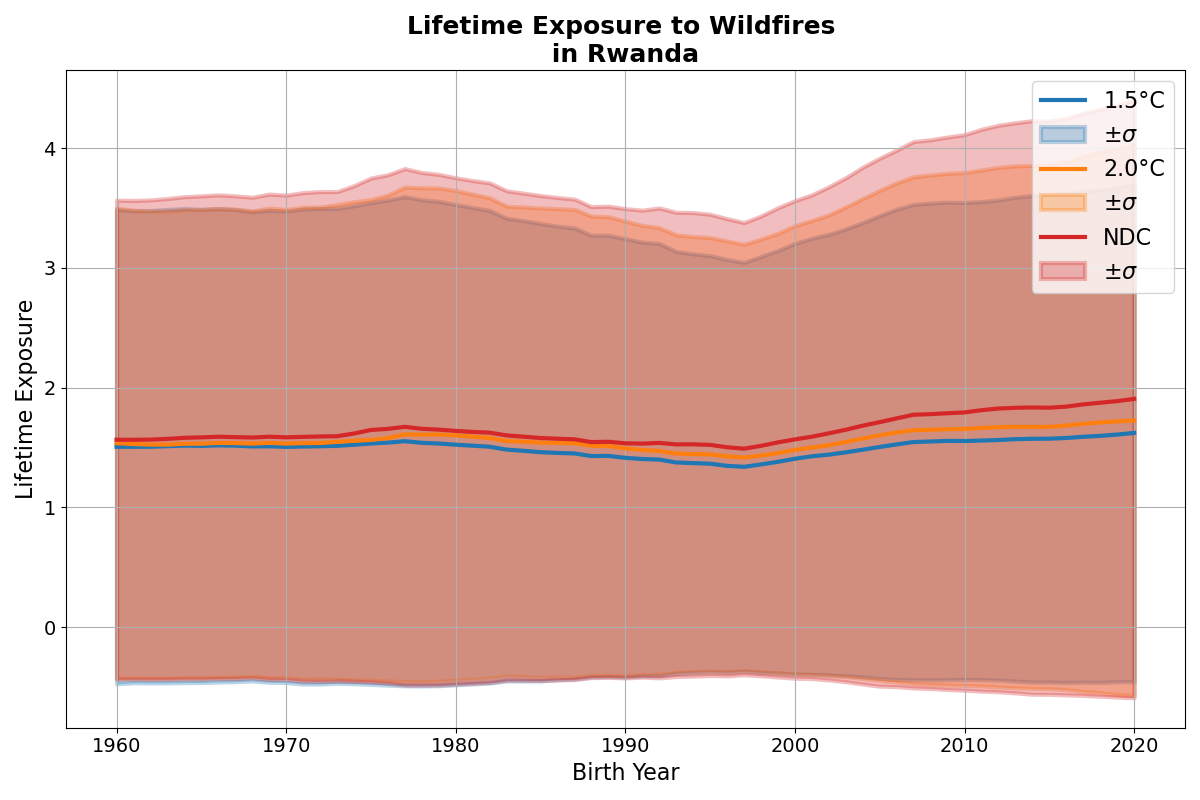 Lifetime Exposure to Wildfires
in Rwanda
Lifetime Exposure
4
3
2
1
0
1960
1970
1980
1990
2000
2010
2020
Birth Year
1.5°C
±σ
2.0°C
±σ
NDC
±σ